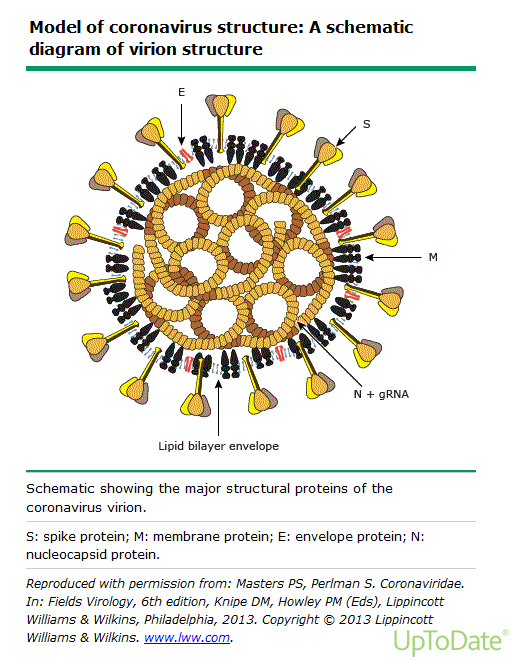 Model of coronavirus structure: A schematic
diagram of virion structure
E
S
M
N + gRNA
Lipid bilayer envelope
Schematic showing the major structural proteins of the
coronavirus virion.
S: spike protein; M: membrane protein; E: envelope protein; N:
nucleocapsid protein.
Reproduced with permission from: Masters PS, Perlman S. Coronaviridae.
In: Fields Virology, 6th edition, Knipe DM, Howley PM (Eds), Lippincott
Williams & Wilkins, Philadelphia, 2013. Copyright © 2013 Lippincott
Williams & Wilkins. www.lww.com.
UpToDate®